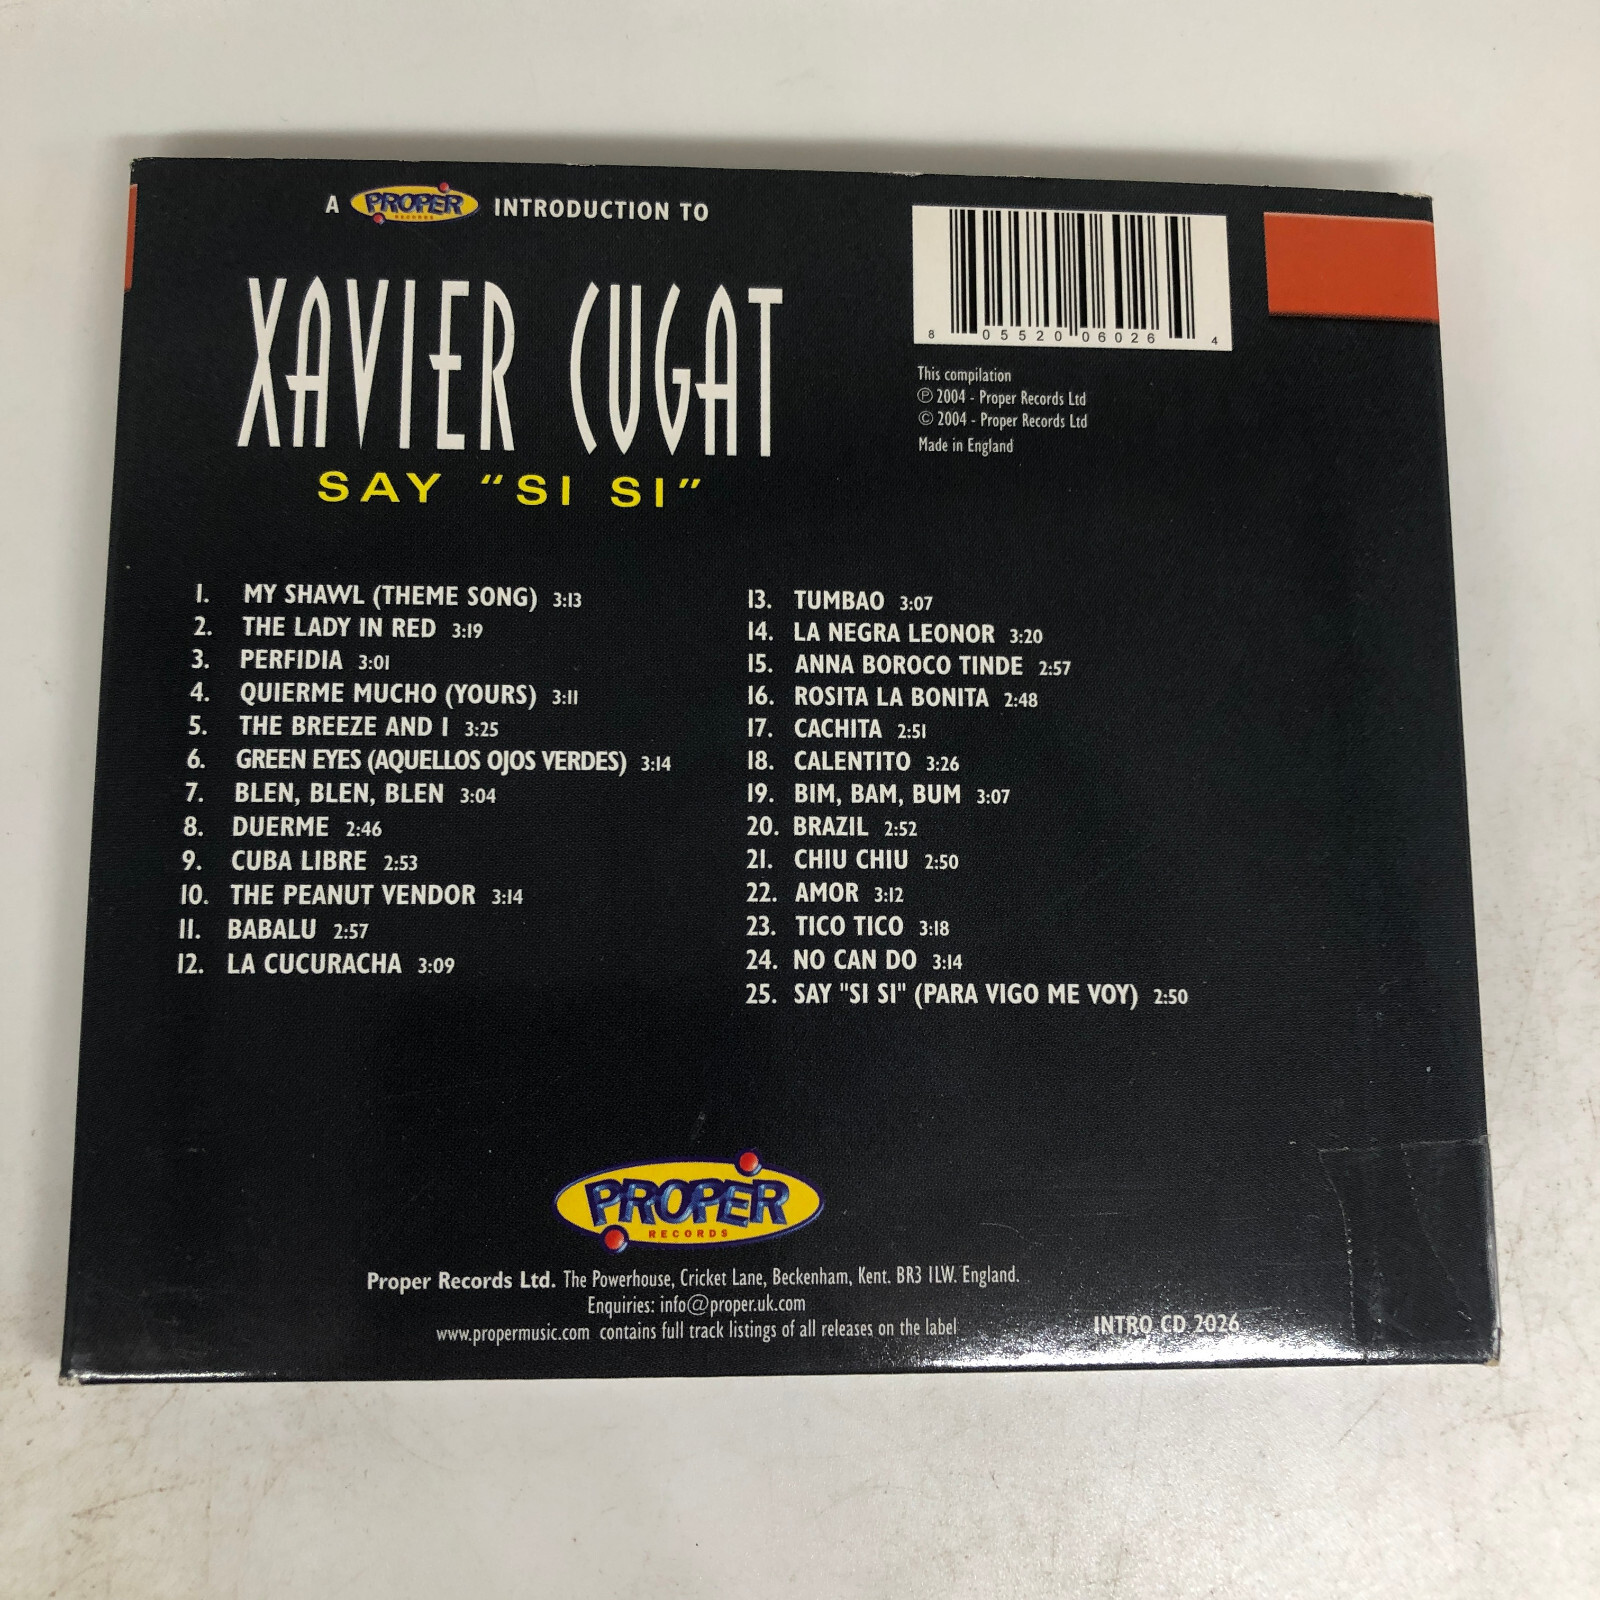 A PROPER RECORDS INTRODUCTION TO
XAVIER CUGAT
SAY "SI SI"
8 05520 06026 4
This compilation
℗ 2004 - Proper Records Ltd
© 2004 - Proper Records Ltd
Made in England
1. MY SHAWL (THEME SONG) 3:13
2. THE LADY IN RED 3:19
3. PERFIDIA 3:01
4. QUIERME MUCHO (YOURS) 3:11
5. THE BREEZE AND I 3:25
6. GREEN EYES (AQUELLOS OJOS VERDES) 3:14
7. BLEN, BLEN, BLEN 3:04
8. DUERME 2:46
9. CUBA LIBRE 2:53
10. THE PEANUT VENDOR 3:14
11. BABALU 2:57
12. LA CUCURACHA 3:09
13. TUMBAO 3:07
14. LA NEGRA LEONOR 3:20
15. ANNA BOROCO TINDE 2:57
16. ROSITA LA BONITA 2:48
17. CACHITA 2:51
18. CALENTITO 3:26
19. BIM, BAM, BUM 3:07
20. BRAZIL 2:52
21. CHIU CHIU 2:50
22. AMOR 3:12
23. TICO TICO 3:18
24. NO CAN DO 3:14
25. SAY "SI SI" (PARA VIGO ME VOY) 2:50
PROPER
RECORDS
Proper Records Ltd. The Powerhouse, Cricket Lane, Beckenham, Kent. BR3 1LW. England.
Enquiries: info@proper.uk.com
www.propermusic.com contains full track listings of all releases on the label
INTRO CD 2026